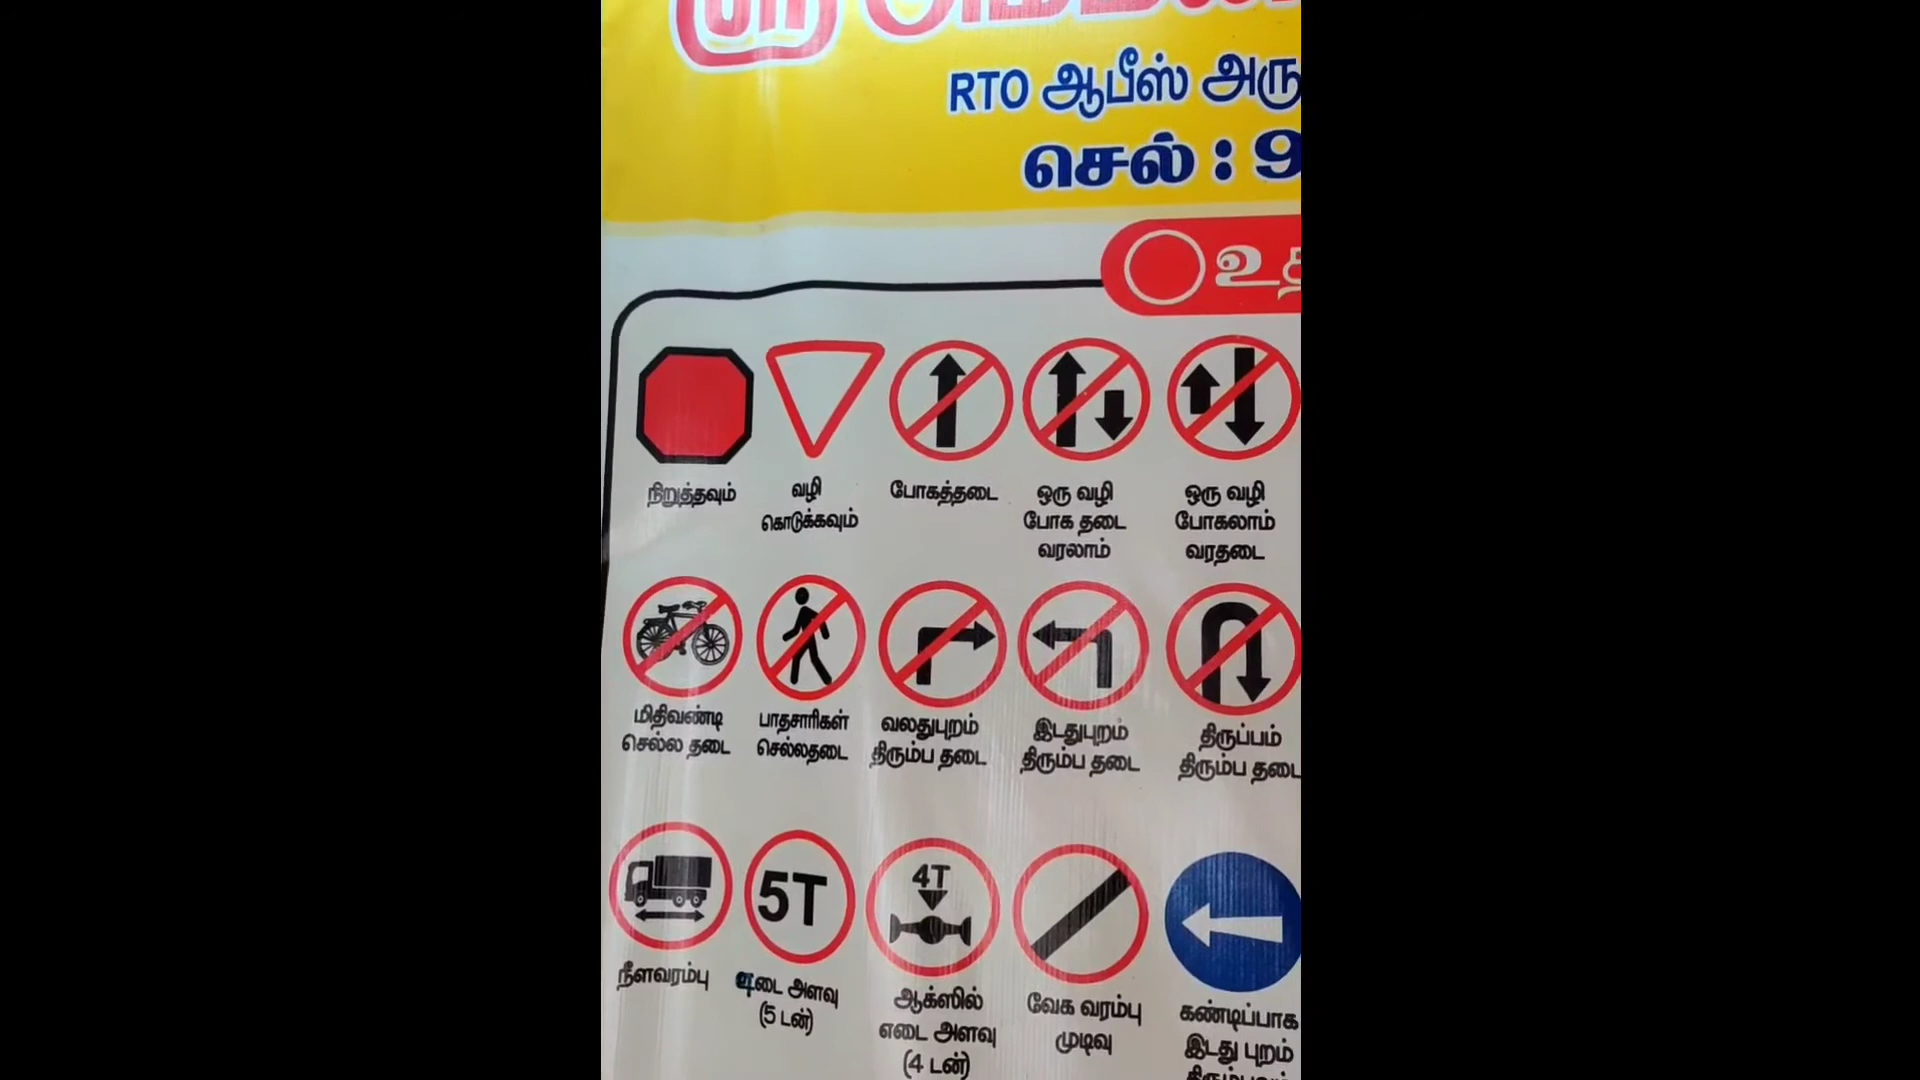 ஸ்ரீ
RTO ஆபீஸ் அரு
செல் : 9
நிறுத்தவும்
வழி
கொடுக்கவும்
போகத்தடை
ஒரு வழி
போக தடை
வரலாம்
ஒரு வழி
போகலாம்
வரதடை
மிதிவண்டி
செல்ல தடை
பாதசாரிகள்
செல்லதடை
வலதுபுறம்
திரும்ப தடை
இடதுபுறம்
திரும்ப தடை
திருப்பம்
திரும்ப தடை
5T
4T
நீளவரம்பு
எடை அளவு
(5 டன்)
ஆக்ஸில்
எடை அளவு
(4 டன்)
வேக வரம்பு
முடிவு
கண்டிப்பாக
இடது புறம்